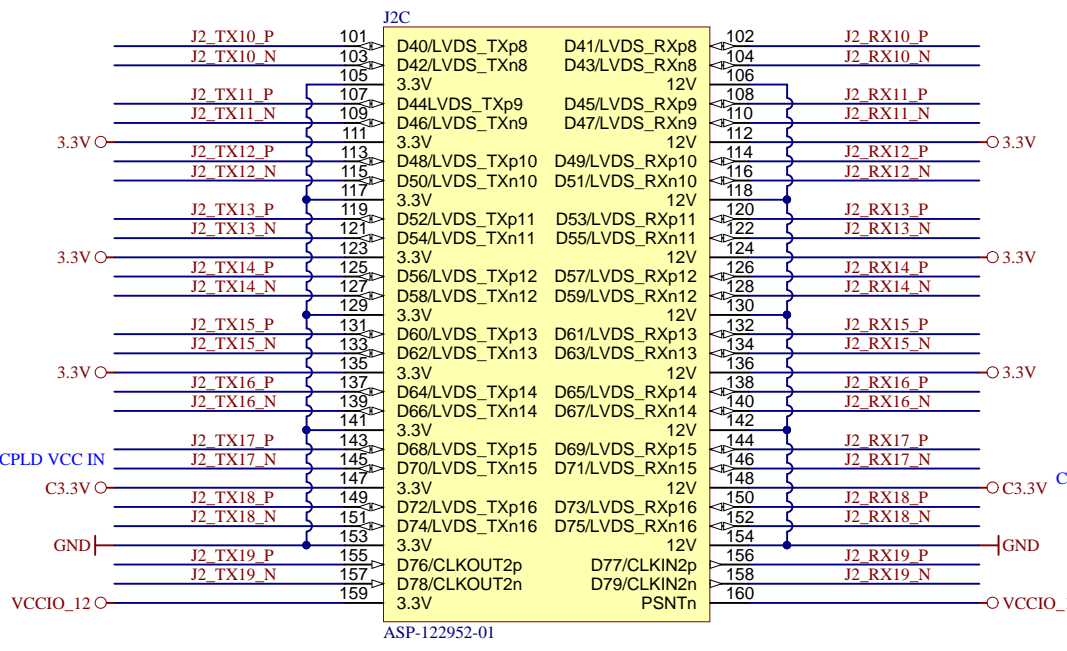 J2C
J2_TX10_P 101 D40/LVDS_TXp8 D41/LVDS_RXp8 102 J2_RX10_P
J2_TX10_N 103 D42/LVDS_TXn8 D43/LVDS_RXn8 104 J2_RX10_N
105 3.3V 12V 106
J2_TX11_P 107 D44LVDS_TXp9 D45/LVDS_RXp9 108 J2_RX11_P
J2_TX11_N 109 D46/LVDS_TXn9 D47/LVDS_RXn9 110 J2_RX11_N
3.3V 111 3.3V 12V 112 3.3V
J2_TX12_P 113 D48/LVDS_TXp10 D49/LVDS_RXp10 114 J2_RX12_P
J2_TX12_N 115 D50/LVDS_TXn10 D51/LVDS_RXn10 116 J2_RX12_N
117 3.3V 12V 118
J2_TX13_P 119 D52/LVDS_TXp11 D53/LVDS_RXp11 120 J2_RX13_P
J2_TX13_N 121 D54/LVDS_TXn11 D55/LVDS_RXn11 122 J2_RX13_N
3.3V 123 3.3V 12V 124 3.3V
J2_TX14_P 125 D56/LVDS_TXp12 D57/LVDS_RXp12 126 J2_RX14_P
J2_TX14_N 127 D58/LVDS_TXn12 D59/LVDS_RXn12 128 J2_RX14_N
129 3.3V 12V 130
J2_TX15_P 131 D60/LVDS_TXp13 D61/LVDS_RXp13 132 J2_RX15_P
J2_TX15_N 133 D62/LVDS_TXn13 D63/LVDS_RXn13 134 J2_RX15_N
3.3V 135 3.3V 12V 136 3.3V
J2_TX16_P 137 D64/LVDS_TXp14 D65/LVDS_RXp14 138 J2_RX16_P
J2_TX16_N 139 D66/LVDS_TXn14 D67/LVDS_RXn14 140 J2_RX16_N
141 3.3V 12V 142
J2_TX17_P 143 D68/LVDS_TXp15 D69/LVDS_RXp15 144 J2_RX17_P
CPLD VCC IN J2_TX17_N 145 D70/LVDS_TXn15 D71/LVDS_RXn15 146 J2_RX17_N
C3.3V 147 3.3V 12V 148 C3.3V C
J2_TX18_P 149 D72/LVDS_TXp16 D73/LVDS_RXp16 150 J2_RX18_P
J2_TX18_N 151 D74/LVDS_TXn16 D75/LVDS_RXn16 152 J2_RX18_N
GND 153 3.3V 12V 154 GND
J2_TX19_P 155 D76/CLKOUT2p D77/CLKIN2p 156 J2_RX19_P
J2_TX19_N 157 D78/CLKOUT2n D79/CLKIN2n 158 J2_RX19_N
VCCIO_12 159 3.3V PSNTn 160 VCCIO_
ASP-122952-01